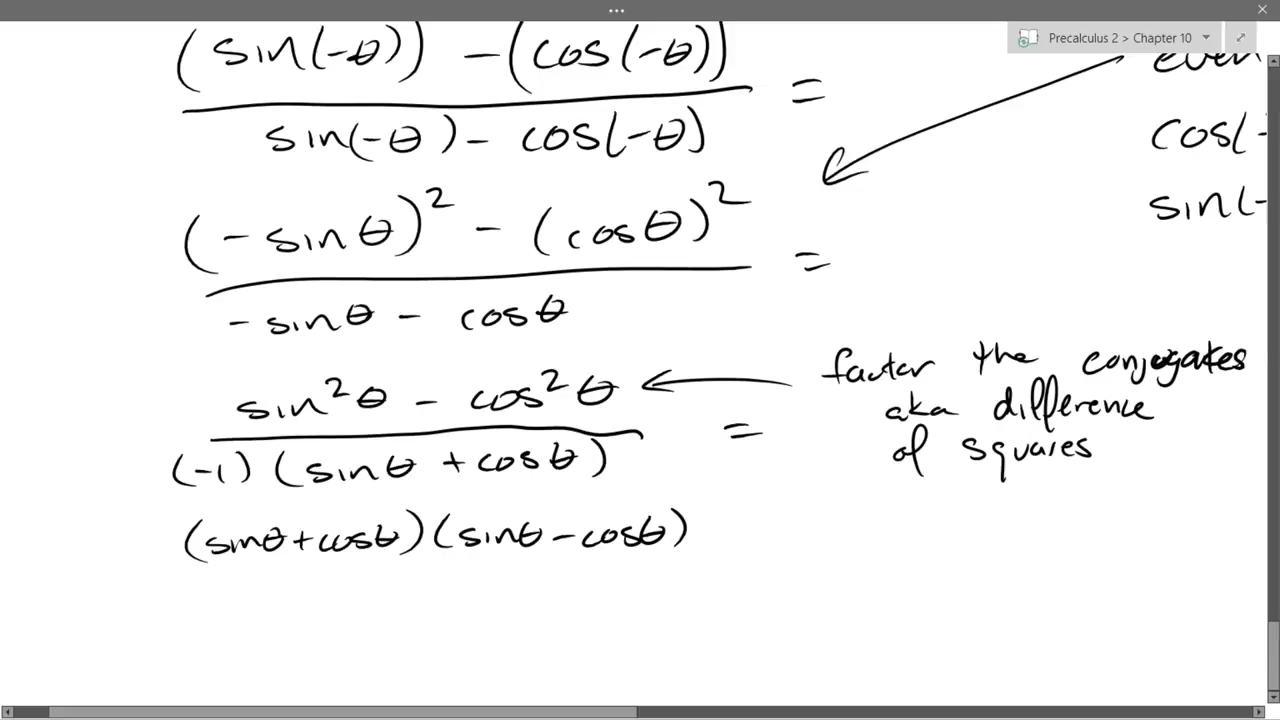 Precalculus 2 > Chapter 10
(sin(-θ)) - (cos(-θ))
sin(-θ) - cos(-θ)
=
even
cos(-
sin(-
(-sinθ)² - (cosθ)²
-sinθ - cosθ
=
sin²θ - cos²θ
(-1)(sinθ + cosθ)
=
factor the conjugates
aka difference
of squares
(sinθ+cosθ)(sinθ-cosθ)